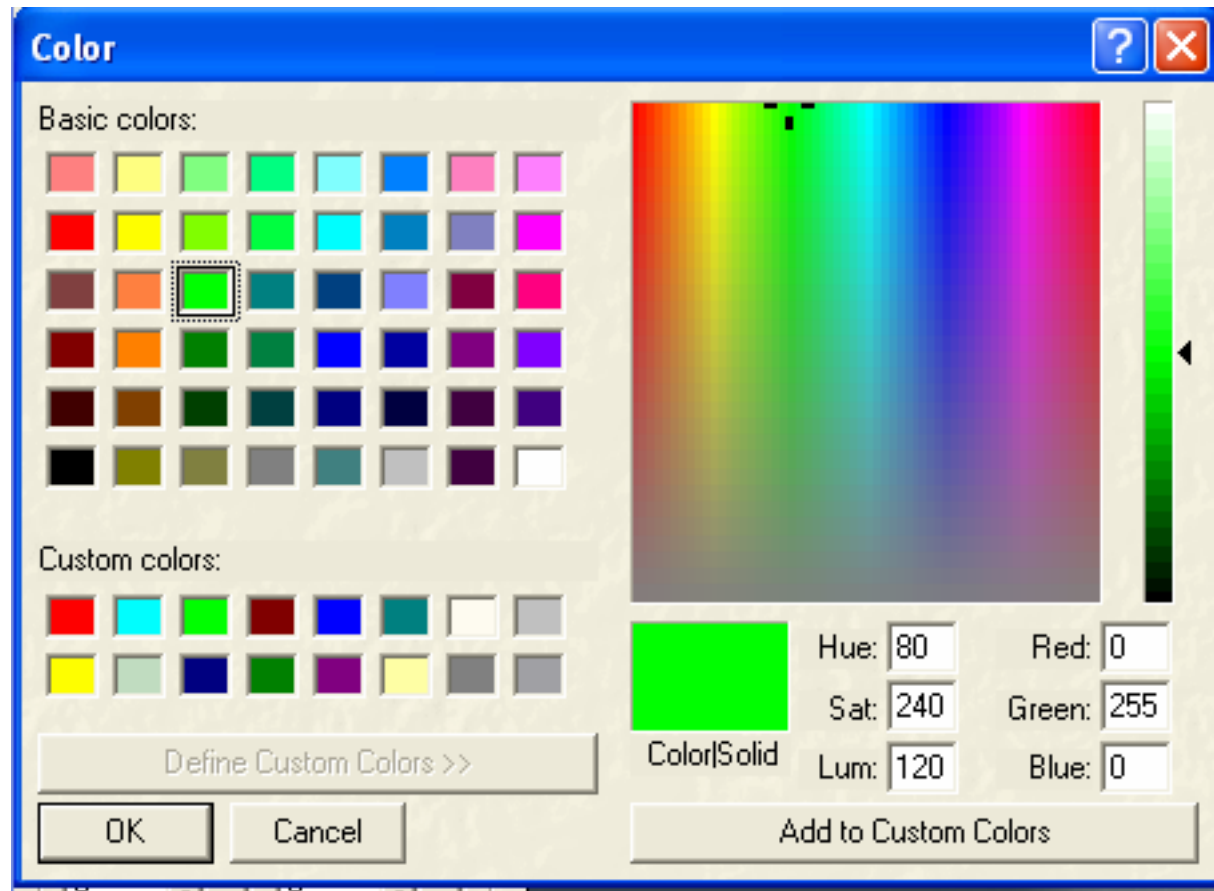 Color
Basic colors:
Custom colors:
Define Custom Colors >>
OK Cancel
Color|Solid
Hue: 80 Red: 0
Sat: 240 Green: 255
Lum: 120 Blue: 0
Add to Custom Colors